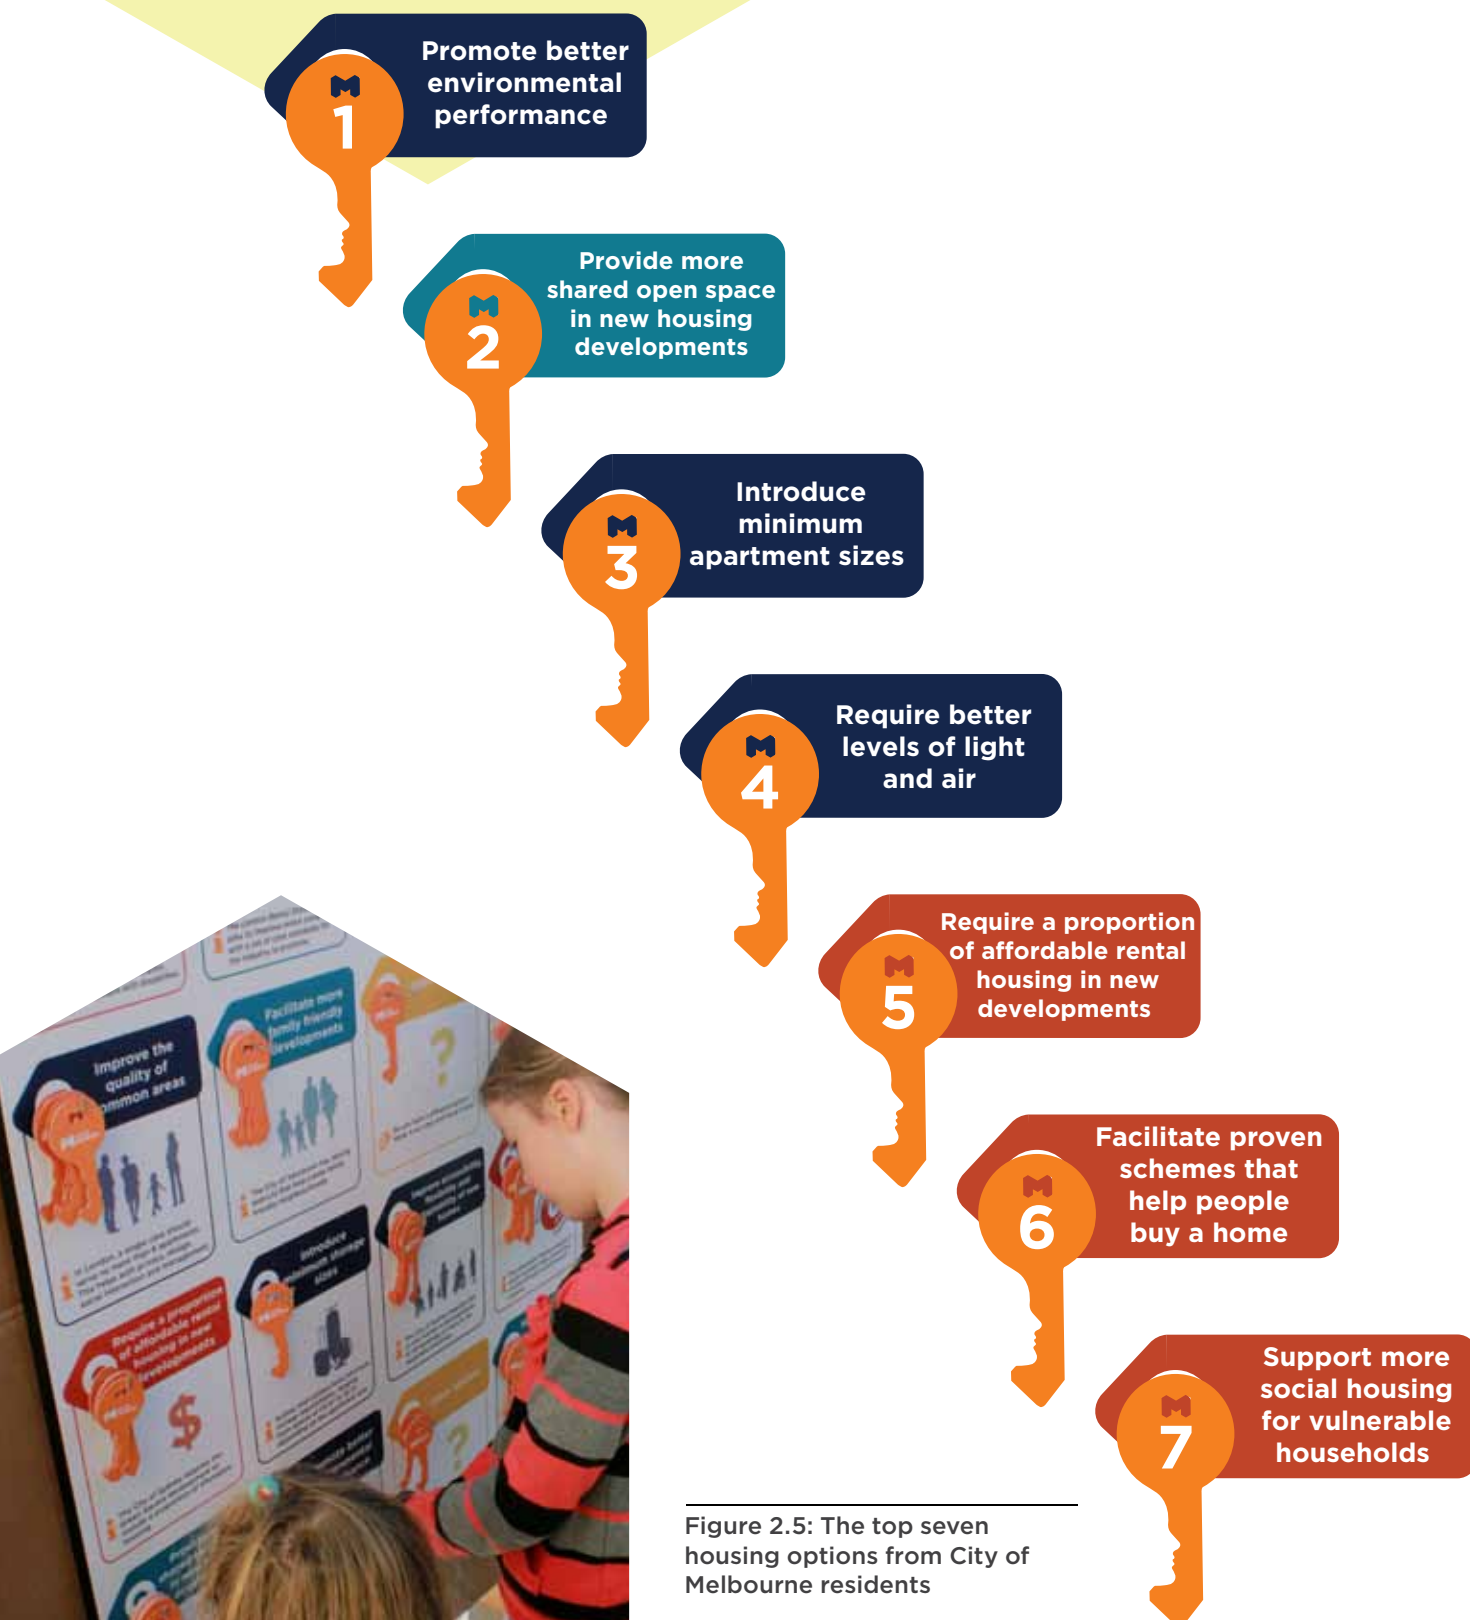 Promote better
environmental
performance
1
Provide more
shared open space
in new housing
developments
2
Introduce
minimum
apartment sizes
3
Require better
levels of light
and air
4
Require a proportion
of affordable rental
housing in new
developments
5
Facilitate proven
schemes that
help people
buy a home
6
Support more
social housing
for vulnerable
households
7
Facilitate more
family friendly
developments
Improve the
quality of
common areas
Introduce
minimum storage
sizes
Require a proportion
of affordable rental
housing in new
developments
Figure 2.5: The top seven
housing options from City of
Melbourne residents